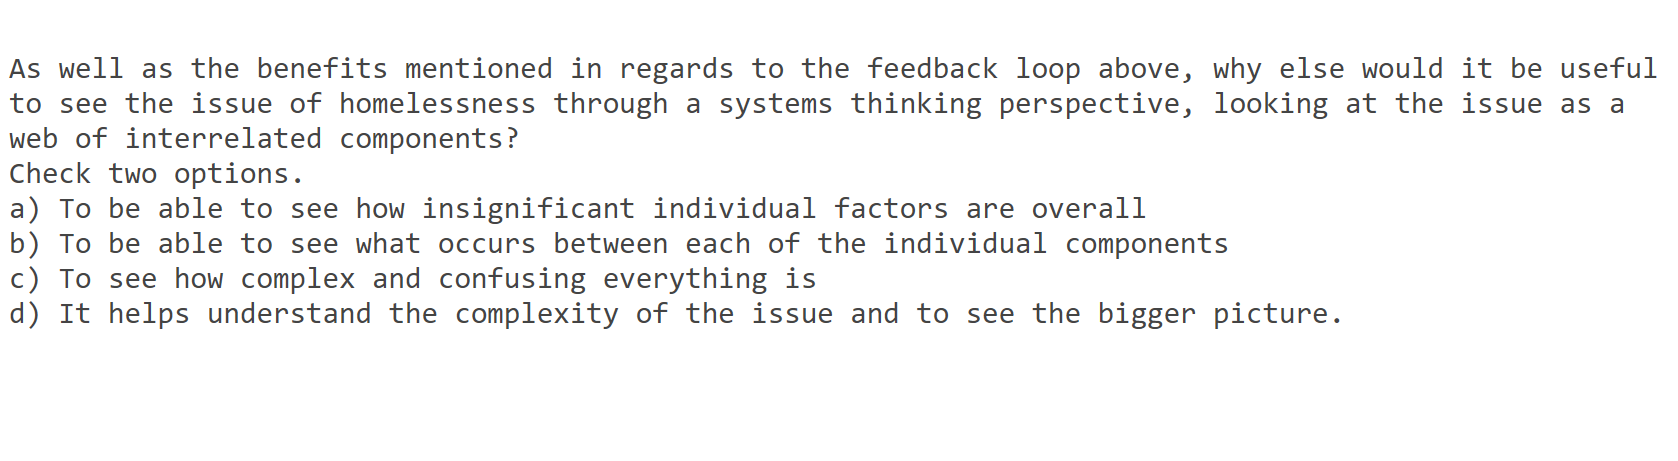 As well as the benefits mentioned in regards to the feedback loop above, why else would it be useful
to see the issue of homelessness through a systems thinking perspective, looking at the issue as a
web of interrelated components?
Check two options.
a) To be able to see how insignificant individual factors are overall
b) To be able to see what occurs between each of the individual components
c) To see how complex and confusing everything is
d) It helps understand the complexity of the issue and to see the bigger picture.